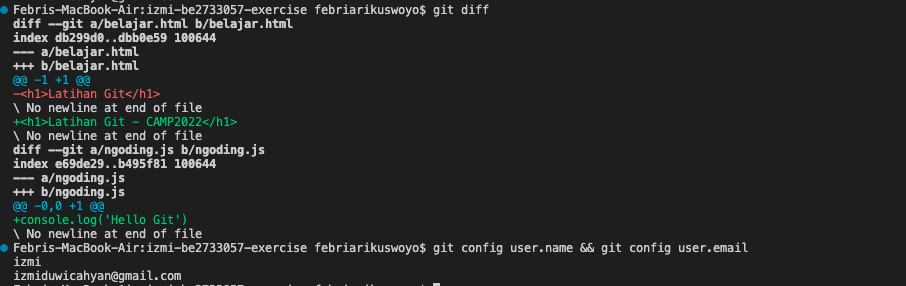 Febris-MacBook-Air:izmi-be2733057-exercise febriarikuswoyo$ git diff
diff --git a/belajar.html b/belajar.html
index db299d0..dbb0e59 100644
--- a/belajar.html
+++ b/belajar.html
@@ -1 +1 @@
-<h1>Latihan Git</h1>
\ No newline at end of file
+<h1>Latihan Git - CAMP2022</h1>
\ No newline at end of file
diff --git a/ngoding.js b/ngoding.js
index e69de29..b495f81 100644
--- a/ngoding.js
+++ b/ngoding.js
@@ -0,0 +1 @@
+console.log('Hello Git')
\ No newline at end of file
Febris-MacBook-Air:izmi-be2733057-exercise febriarikuswoyo$ git config user.name && git config user.email
izmi
izmiduwicahyan@gmail.com